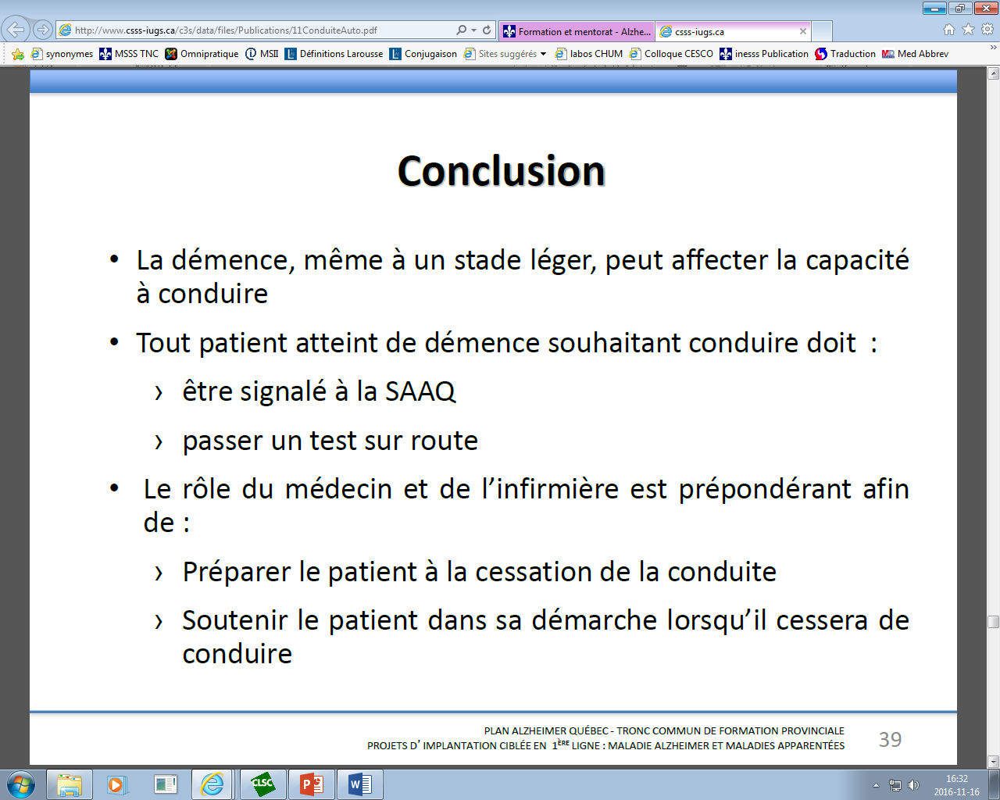 http://www.csss-iugs.ca/c3s/data/files/Publications/11ConduiteAuto.pdf
Formation et mentorat - Alzhe...
csss-iugs.ca
synonymes
MSSS TNC
Omnipratique
MSII
Définitions Larousse
Conjugaison
Sites suggérés
labos CHUM
Colloque CESCO
inesss Publication
Traduction
Med Abbrev
Conclusion
• La démence, même à un stade léger, peut affecter la capacité
à conduire
• Tout patient atteint de démence souhaitant conduire doit :
› être signalé à la SAAQ
› passer un test sur route
• Le rôle du médecin et de l’infirmière est prépondérant afin
de :
› Préparer le patient à la cessation de la conduite
› Soutenir le patient dans sa démarche lorsqu’il cessera de
conduire
PLAN ALZHEIMER QUÉBEC - TRONC COMMUN DE FORMATION PROVINCIALE
PROJETS D’ IMPLANTATION CIBLÉE EN 1ÈRE LIGNE : MALADIE ALZHEIMER ET MALADIES APPARENTÉES
39
CLSC
16:32
2016-11-16